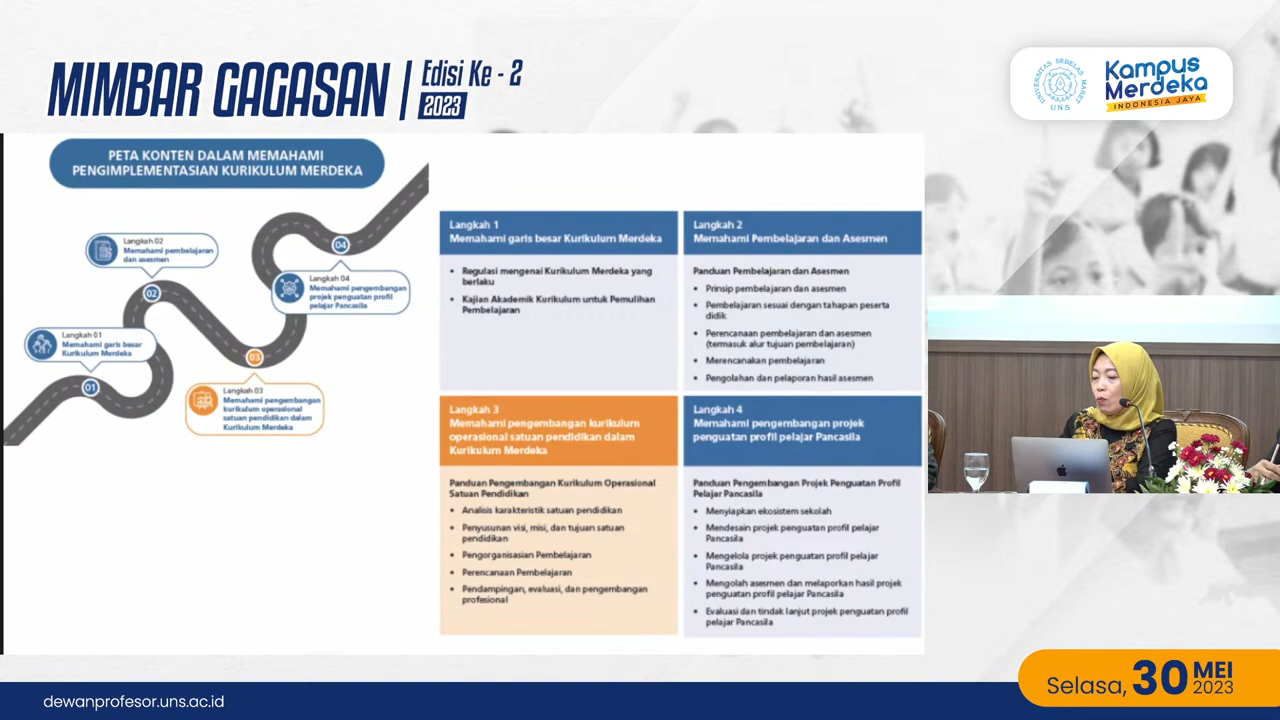 MIMBAR GAGASAN
Edisi Ke - 2
2023
UNIVERSITAS SEBELAS MARET
UNS
Kampus
Merdeka
INDONESIA JAYA
PETA KONTEN DALAM MEMAHAMI
PENGIMPLEMENTASIAN KURIKULUM MERDEKA
Langkah 02
Memahami pembelajaran
dan asesmen
02
04
Langkah 04
Memahami pengembangan
projek penguatan profil
pelajar Pancasila
Langkah 01
Memahami garis besar
Kurikulum Merdeka
01
03
Langkah 03
Memahami pengembangan
kurikulum operasional
satuan pendidikan dalam
Kurikulum Merdeka
Langkah 1
Memahami garis besar Kurikulum Merdeka
• Regulasi mengenai Kurikulum Merdeka yang
berlaku
• Kajian Akademik Kurikulum untuk Pemulihan
Pembelajaran
Langkah 2
Memahami Pembelajaran dan Asesmen
Panduan Pembelajaran dan Asesmen
• Prinsip pembelajaran dan asesmen
• Pembelajaran sesuai dengan tahapan peserta
didik
• Perencanaan pembelajaran dan asesmen
(termasuk alur tujuan pembelajaran)
• Merencanakan pembelajaran
• Pengolahan dan pelaporan hasil asesmen
Langkah 3
Memahami pengembangan kurikulum
operasional satuan pendidikan dalam
Kurikulum Merdeka
Panduan Pengembangan Kurikulum Operasional
Satuan Pendidikan
• Analisis karakteristik satuan pendidikan
• Penyusunan visi, misi, dan tujuan satuan
pendidikan
• Pengorganisasian Pembelajaran
• Perencanaan Pembelajaran
• Pendampingan, evaluasi, dan pengembangan
profesional
Langkah 4
Memahami pengembangan projek
penguatan profil pelajar Pancasila
Panduan Pengembangan Projek Penguatan Profil
Pelajar Pancasila
• Menyiapkan ekosistem sekolah
• Mendesain projek penguatan profil pelajar
Pancasila
• Mengelola projek penguatan profil pelajar
Pancasila
• Mengolah asesmen dan melaporkan hasil projek
penguatan profil pelajar Pancasila
• Evaluasi dan tindak lanjut projek penguatan profil
pelajar Pancasila
dewanprofesor.uns.ac.id
Selasa, 30 MEI
2023